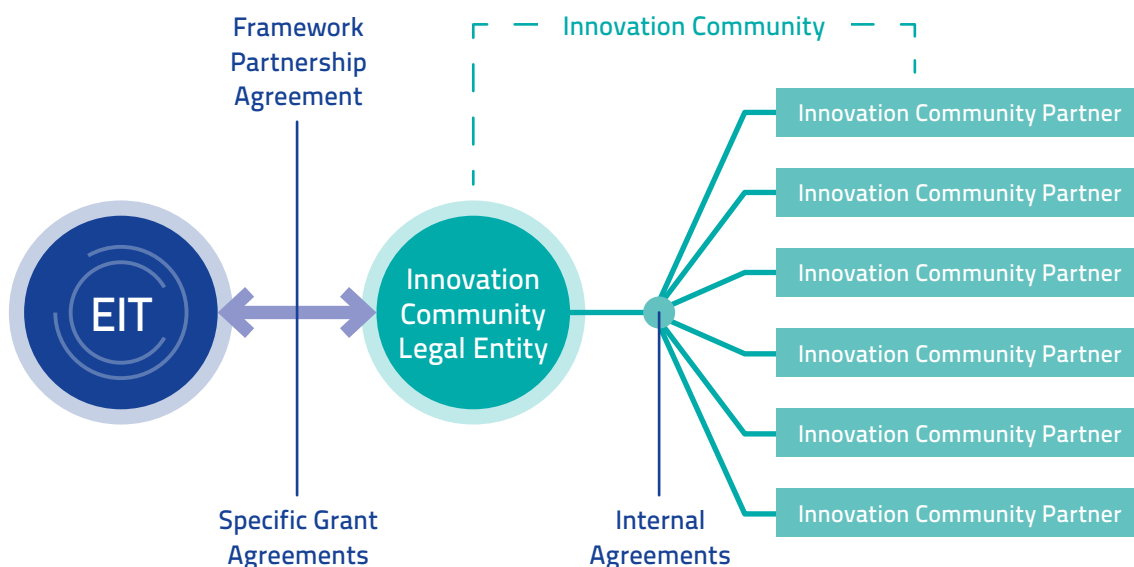 Framework
Partnership
Agreement
Innovation Community
EIT
Innovation
Community
Legal Entity
Innovation Community Partner
Innovation Community Partner
Innovation Community Partner
Innovation Community Partner
Innovation Community Partner
Innovation Community Partner
Specific Grant
Agreements
Internal
Agreements